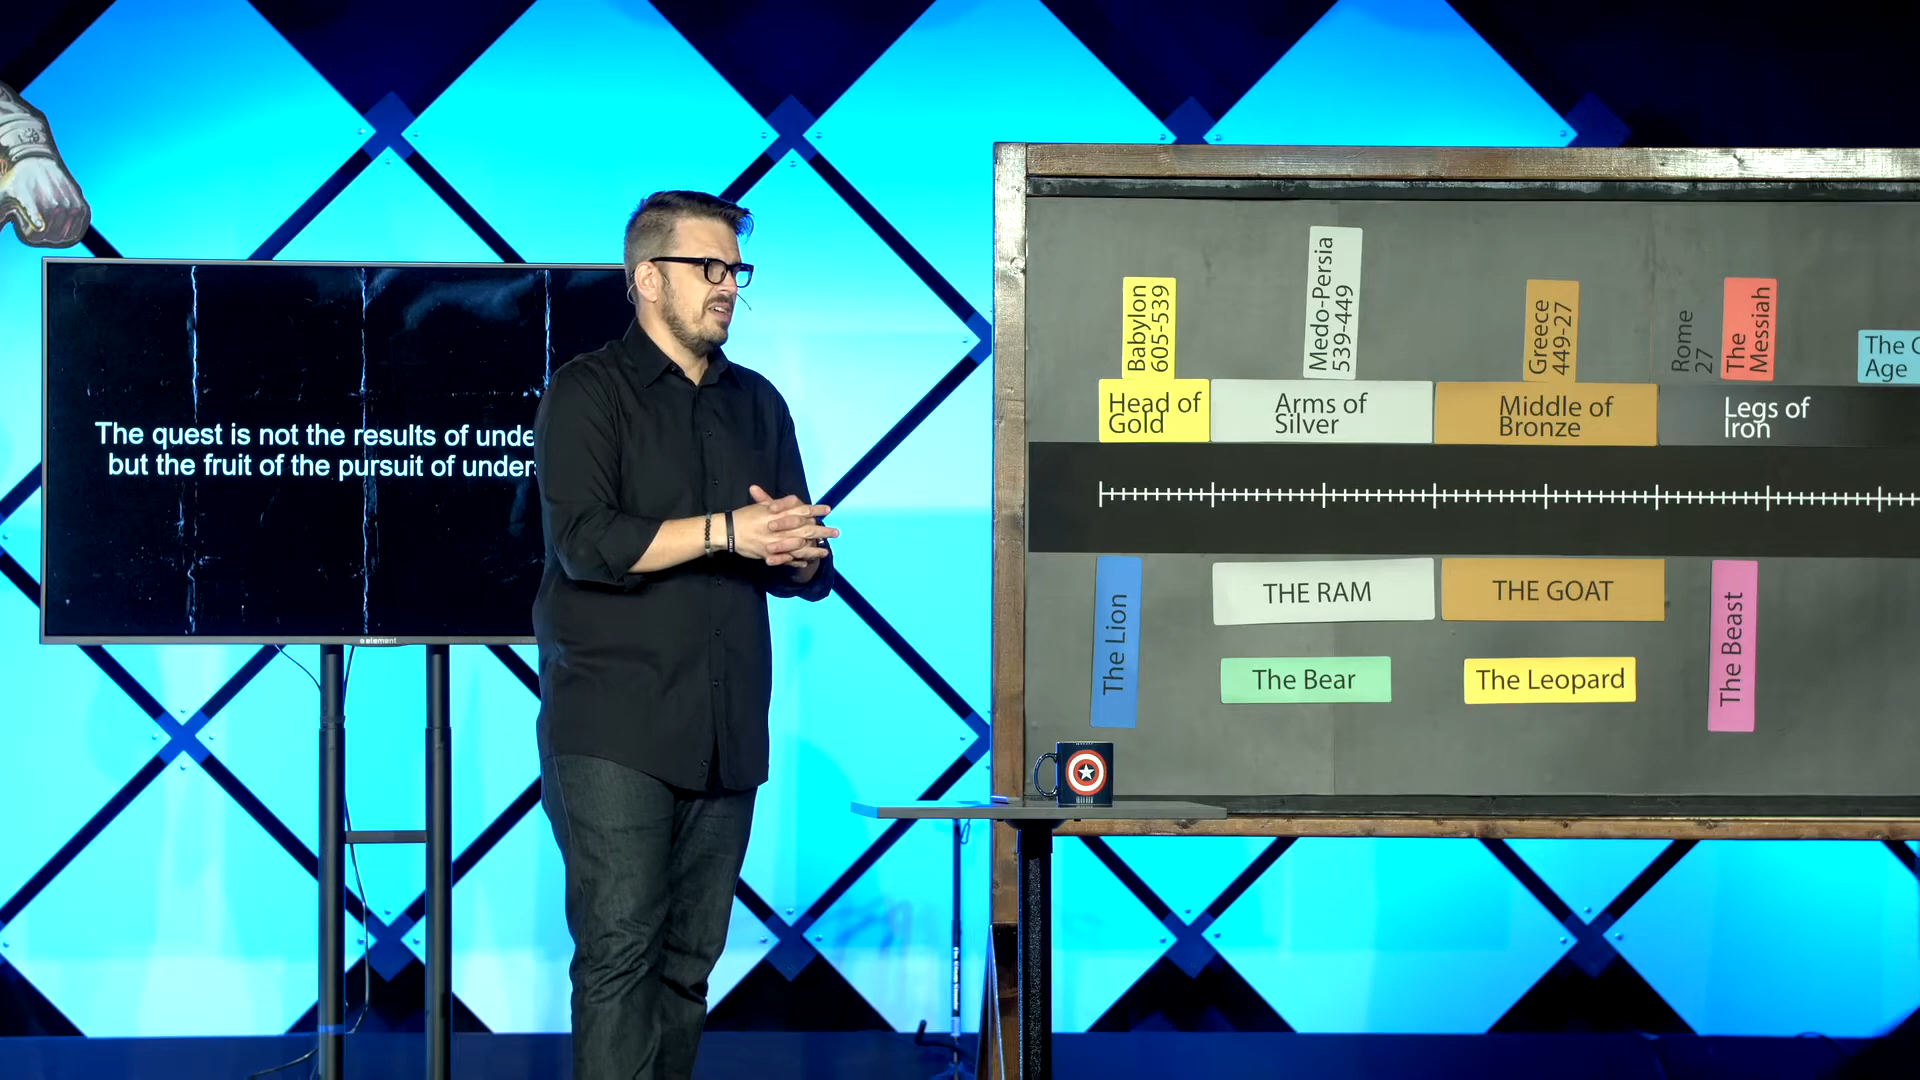 The quest is not the results of
but the fruit of the pursuit of
element
Babylon
605-539
Medo-Persia
539-449
Greece
449-27
Rome
27
The
Messiah
The
Age
Head of
Gold
Arms of
Silver
Middle of
Bronze
Legs of
Iron
The Lion
THE RAM
THE GOAT
The Beast
The Bear
The Leopard